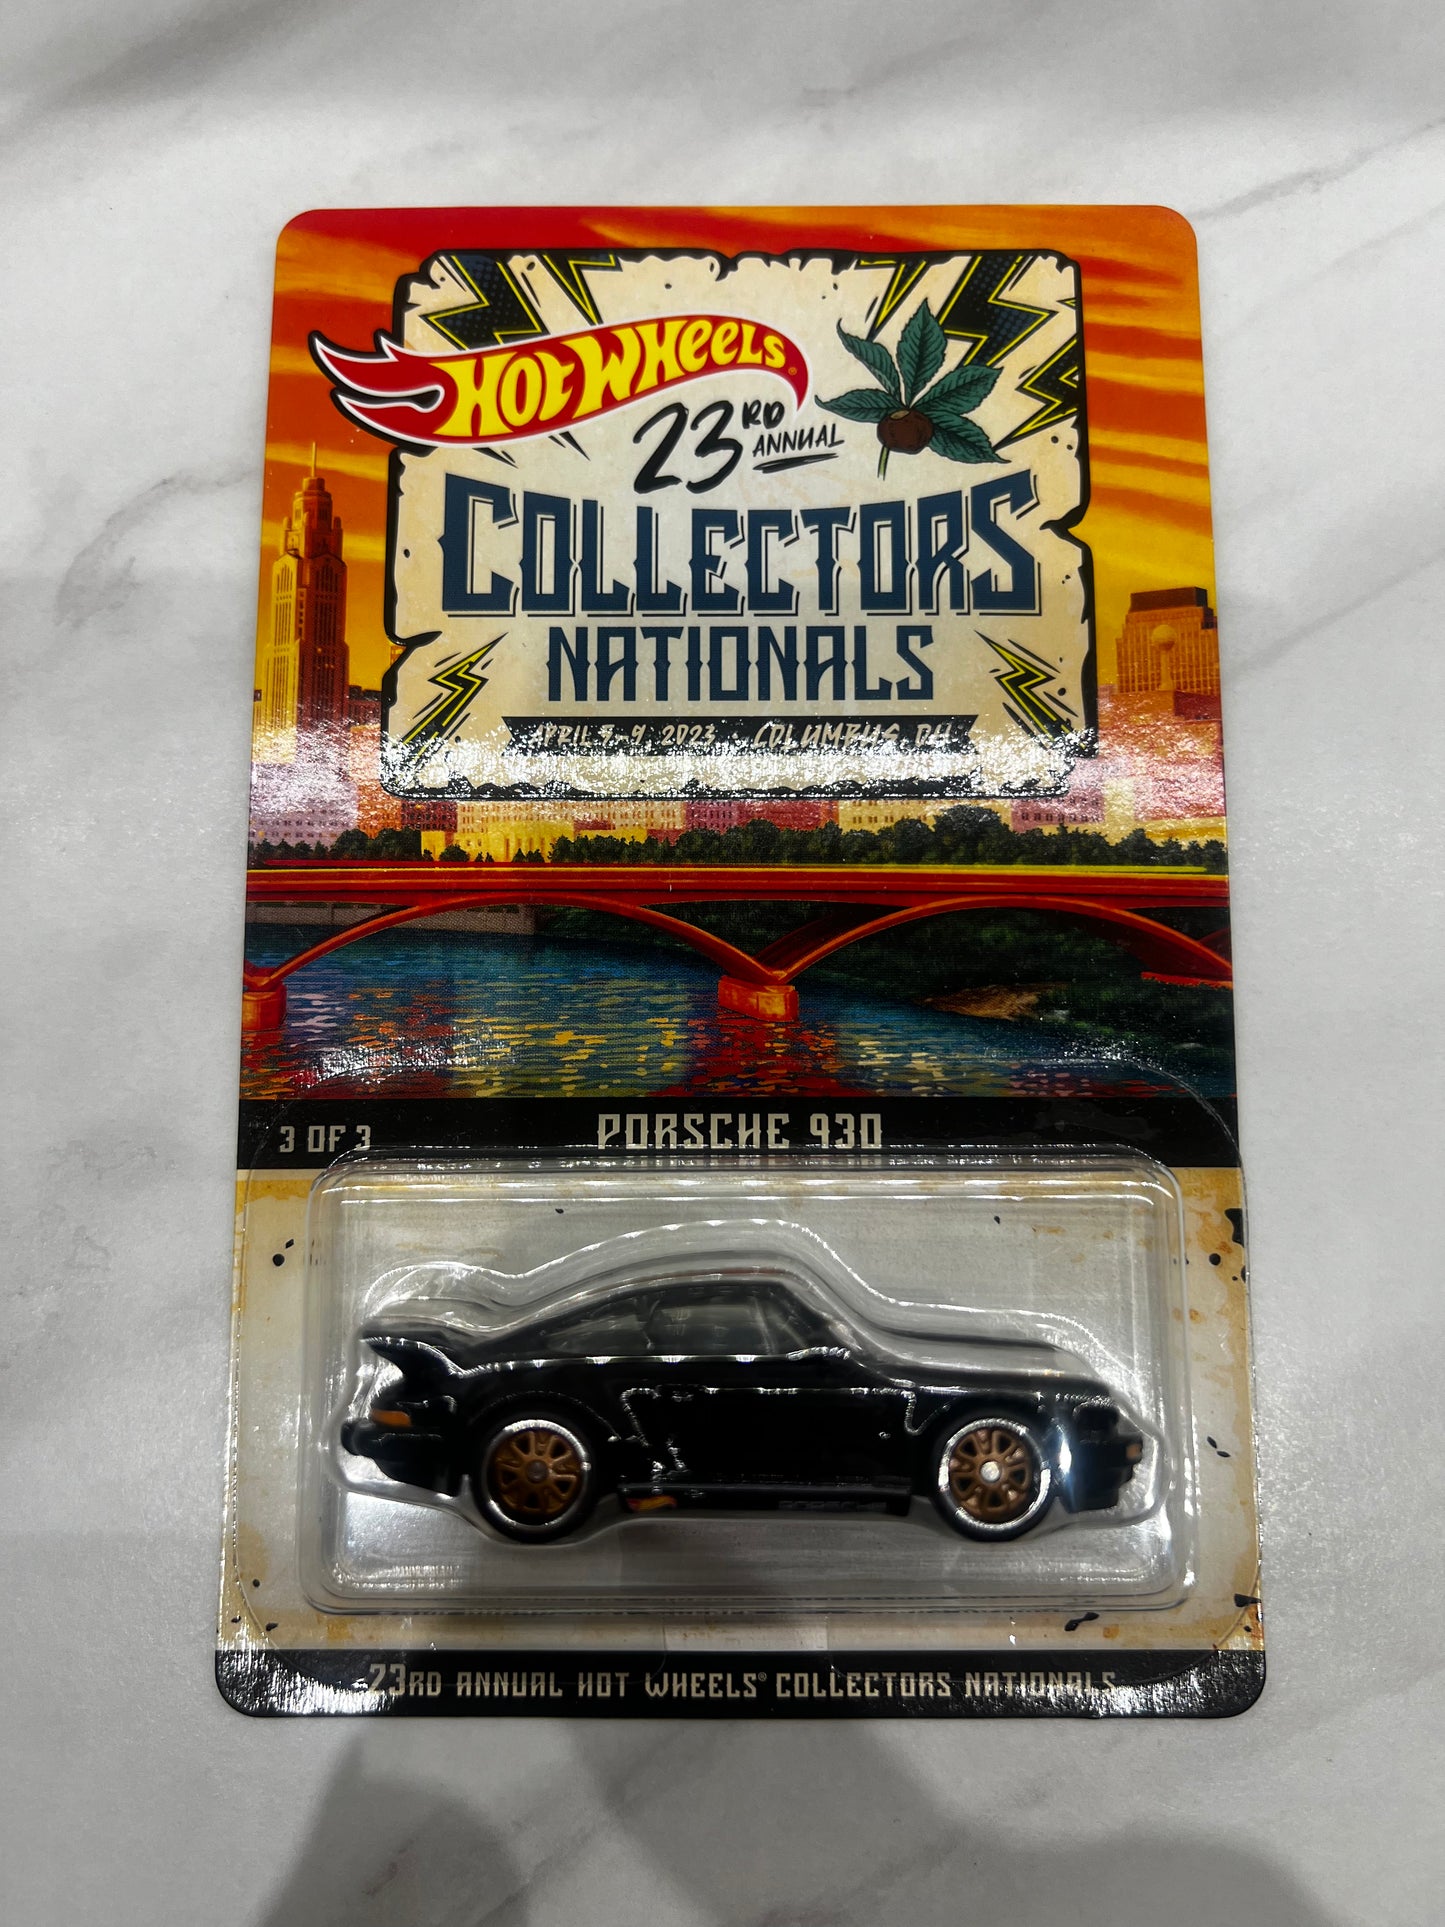 HOT WHEELS®
23RD
ANNUAL
COLLECTORS
NATIONALS
APRIL 5-9, 2023 · COLUMBUS, OH
3 OF 3
PORSCHE 930
PORSCHE
23RD ANNUAL HOT WHEELS® COLLECTORS NATIONALS